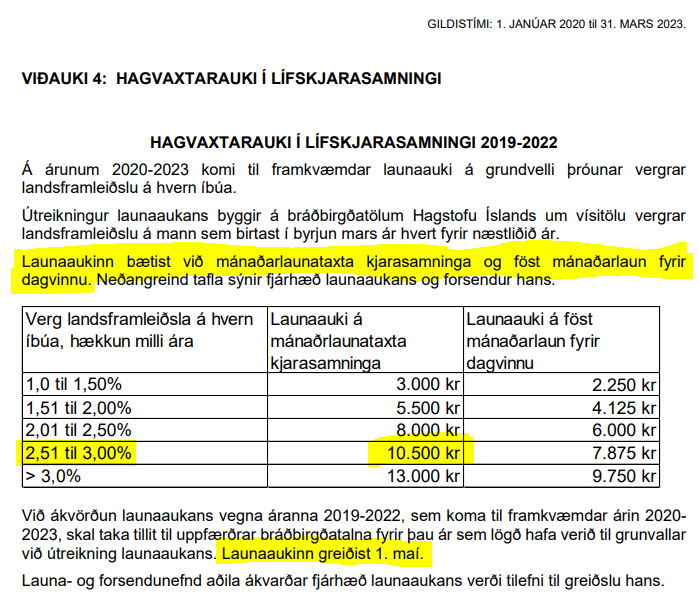 GILDISTÍMI: 1. JANÚAR 2020 til 31. MARS 2023.
VIÐAUKI 4: HAGVAXTARAUKI Í LÍFSKJARASAMNINGI
HAGVAXTARAUKI Í LÍFSKJARASAMNINGI 2019-2022
Á árunum 2020-2023 komi til framkvæmdar launaauki á grundvelli þróunar vergrar
landsframleiðslu á hvern íbúa.
Útreikningur launaaukans byggir á bráðbirgðatölum Hagstofu Íslands um vísitölu vergrar
landsframleiðslu á mann sem birtast í byrjun mars ár hvert fyrir næstliðið ár.
Launaaukinn bætist við mánaðarlaunataxta kjarasamninga og föst mánaðarlaun fyrir
dagvinnu. Neðangreind tafla sýnir fjárhæð launaaukans og forsendur hans.
Verg landsframleiðsla á hvern íbúa, hækkun milli ára
Launaauki á mánaðrlaunataxta kjarasamninga
Launaauki á föst mánaðarlaun fyrir dagvinnu
1,0 til 1,50% 3.000 kr 2.250 kr
1,51 til 2,00% 5.500 kr 4.125 kr
2,01 til 2,50% 8.000 kr 6.000 kr
2,51 til 3,00% 10.500 kr 7.875 kr
> 3,0% 13.000 kr 9.750 kr
Við ákvörðun launaaukans vegna áranna 2019-2022, sem koma til framkvæmdar árin 2020-
2023, skal taka tillit til uppfærðrar bráðbirgðatalna fyrir þau ár sem lögð hafa verið til grunvallar
við útreikning launaaukans. Launaaukinn greiðist 1. maí.
Launa- og forsendunefnd aðila ákvarðar fjárhæð launaaukans verði tilefni til greiðslu hans.